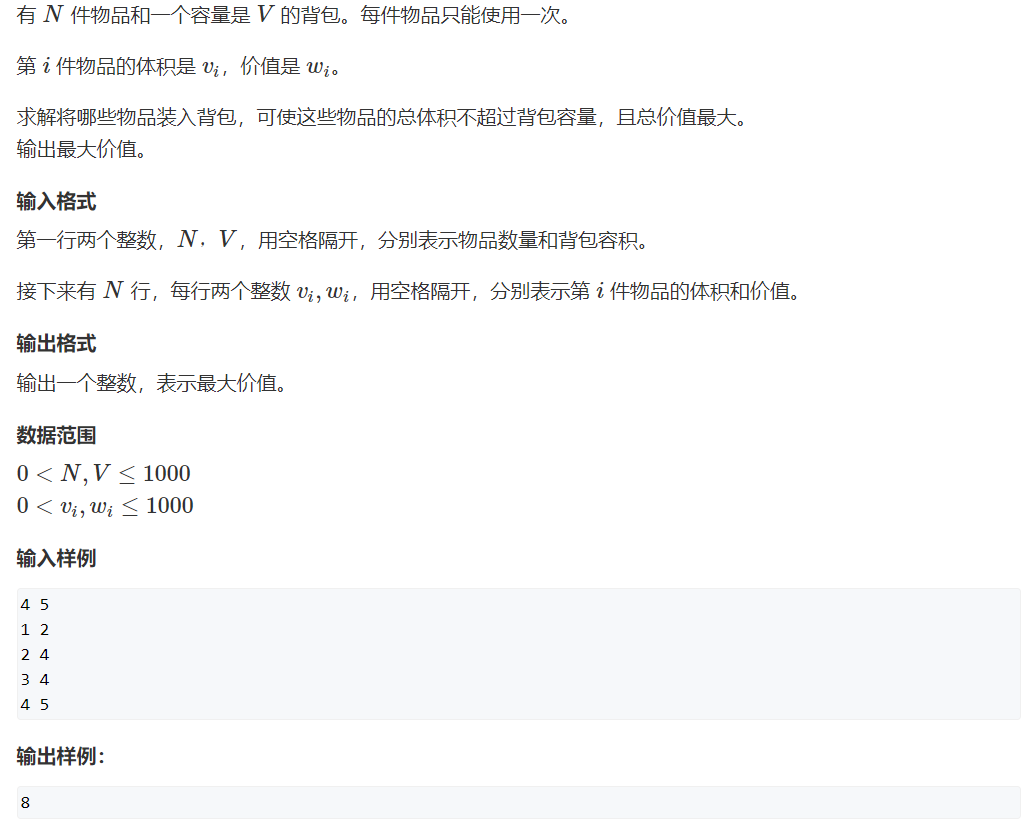 有 N 件物品和一个容量是 V 的背包。每件物品只能使用一次。
第 i 件物品的体积是 vᵢ，价值是 wᵢ。
求解将哪些物品装入背包，可使这些物品的总体积不超过背包容量，且总价值最大。
输出最大价值。
输入格式
第一行两个整数，N，V，用空格隔开，分别表示物品数量和背包容积。
接下来有 N 行，每行两个整数 vᵢ, wᵢ，用空格隔开，分别表示第 i 件物品的体积和价值。
输出格式
输出一个整数，表示最大价值。
数据范围
0 < N, V ≤ 1000
0 < vᵢ, wᵢ ≤ 1000
输入样例
4 5
1 2
2 4
3 4
4 5
输出样例：
8